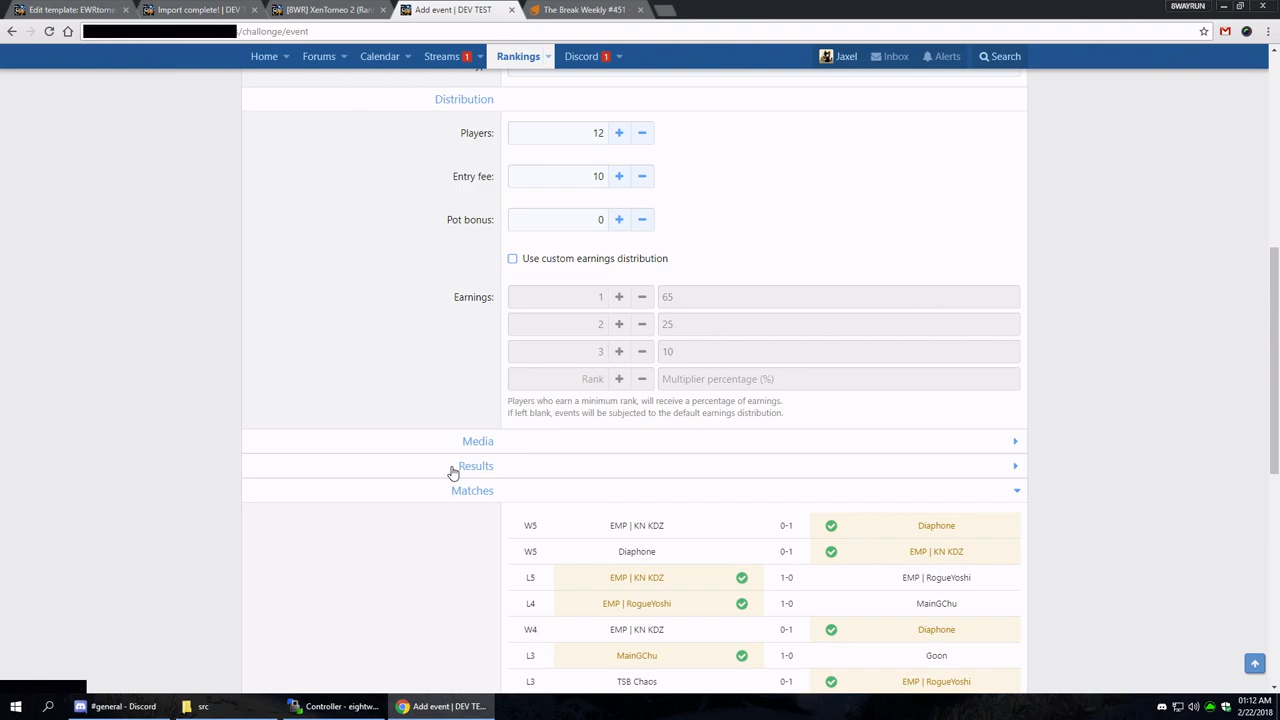 Edit template: EWRtome
Import complete! | DEV T
[8WR] XenTomeo 2 (Ran
Add event | DEV TEST
The Break Weekly #451
8WAYRUN
s/challonge/event
Home Forums Calendar Streams 1 Rankings Discord 1 Jaxel Inbox Alerts Search
Distribution
Players: 12
Entry fee: 10
Pot bonus: 0
Use custom earnings distribution
Earnings: 1 65
2 25
3 10
Rank Multiplier percentage (%)
Players who earn a minimum rank, will receive a percentage of earnings.
If left blank, events will be subjected to the default earnings distribution.
Media
Results
Matches
W5 EMP | KN KDZ 0-1 Diaphone
W5 Diaphone 0-1 EMP | KN KDZ
L5 EMP | KN KDZ 1-0 EMP | RogueYoshi
L4 EMP | RogueYoshi 1-0 MainGChu
W4 EMP | KN KDZ 0-1 Diaphone
L3 MainGChu 1-0 Goon
L3 TSB Chaos 0-1 EMP | RogueYoshi
#general - Discord
src
Controller - eightw...
Add event | DEV TE...
01:12 AM
2/22/2018